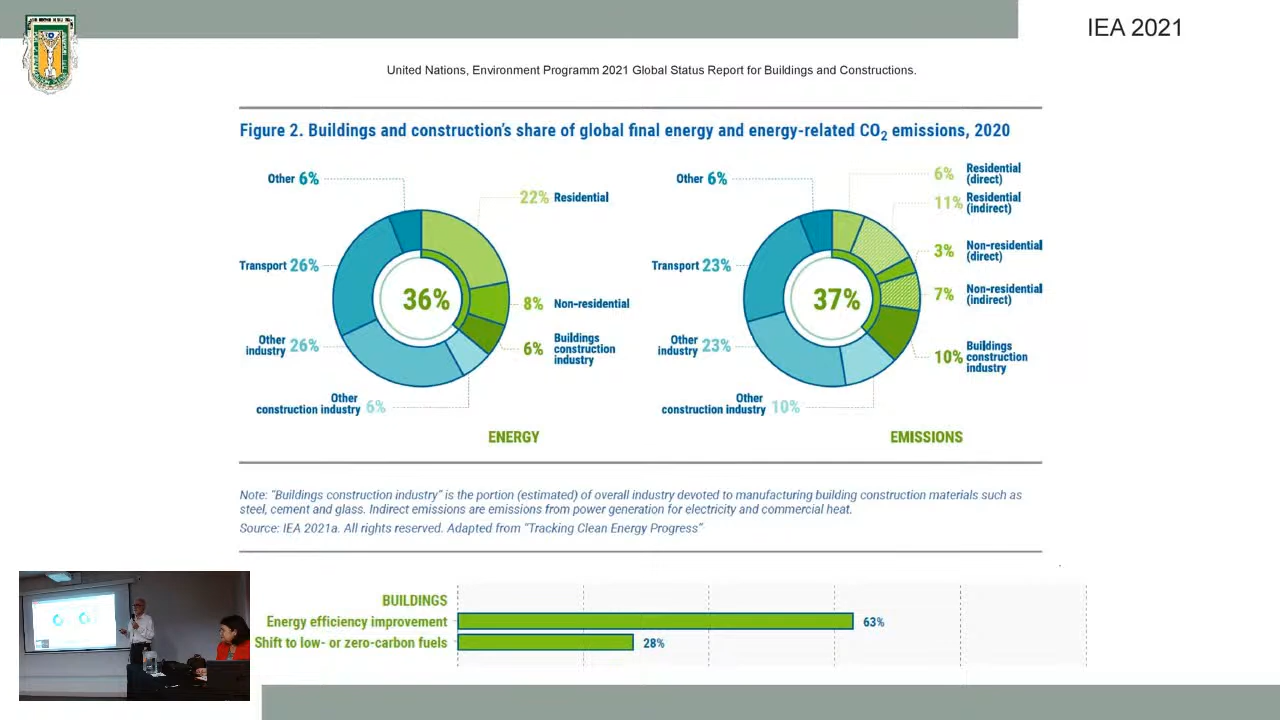 IEA 2021
United Nations, Environment Programm 2021 Global Status Report for Buildings and Constructions.
Figure 2. Buildings and construction's share of global final energy and energy-related CO2 emissions, 2020
Other 6%
22% Residential
Transport 26%
36%
8% Non-residential
Other
industry 26%
6% Buildings
construction
industry
Other
construction industry 6%
ENERGY
Other 6%
6% Residential
(direct)
11% Residential
(indirect)
Transport 23%
37%
3% Non-residential
(direct)
7% Non-residential
(indirect)
Other
industry 23%
10% Buildings
construction
industry
Other
construction industry 10%
EMISSIONS
Note: "Buildings construction industry" is the portion (estimated) of overall industry devoted to manufacturing building construction materials such as
steel, cement and glass. Indirect emissions are emissions from power generation for electricity and commercial heat.
Source: IEA 2021a. All rights reserved. Adapted from "Tracking Clean Energy Progress"
BUILDINGS
Energy efficiency improvement 63%
Shift to low- or zero-carbon fuels 28%